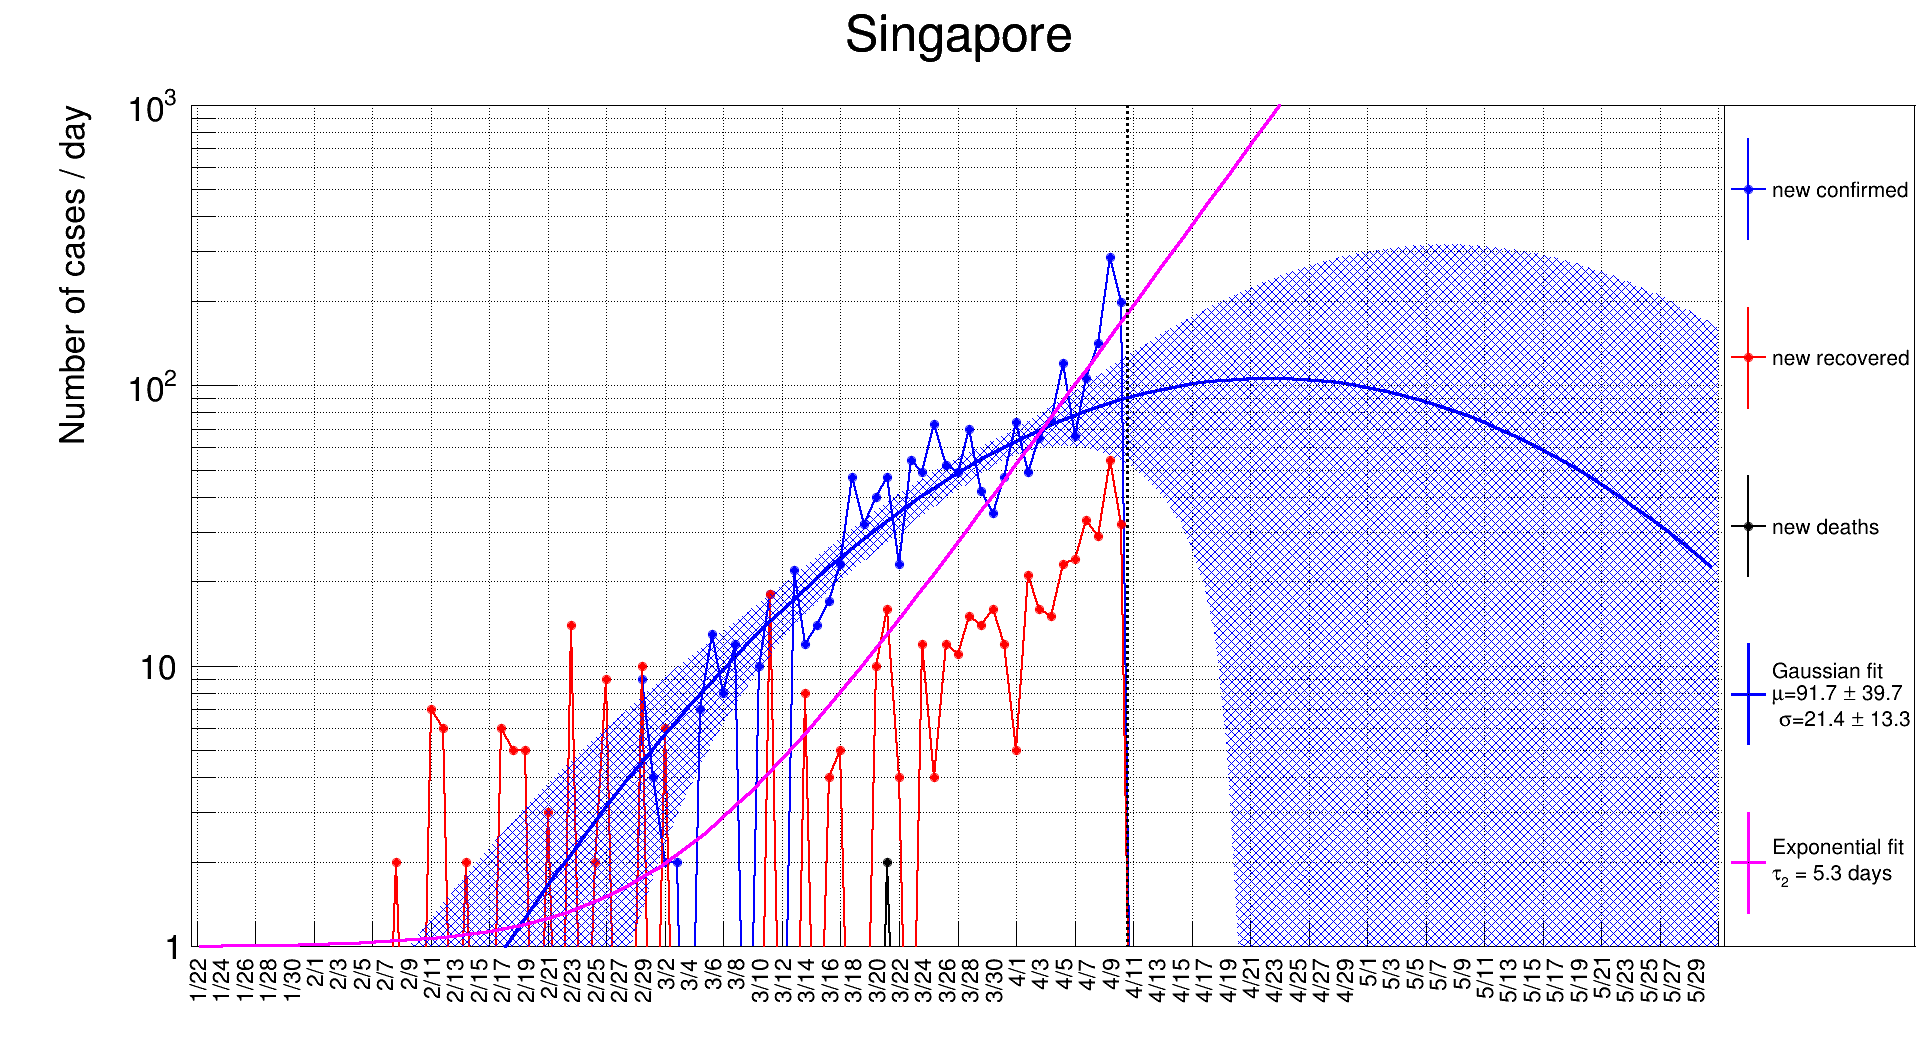 Singapore
Number of cases / day
10^3
10^2
10
1
1/22 1/24 1/26 1/28 1/30 2/1 2/3 2/5 2/7 2/9 2/11 2/13 2/15 2/17 2/19 2/21 2/23 2/25 2/27 2/29 3/2 3/4 3/6 3/8 3/10 3/12 3/14 3/16 3/18 3/20 3/22 3/24 3/26 3/28 3/30 4/1 4/3 4/5 4/7 4/9 4/11 4/13 4/15 4/17 4/19 4/21 4/23 4/25 4/27 4/29 5/1 5/3 5/5 5/7 5/9 5/11 5/13 5/15 5/17 5/19 5/21 5/23 5/25 5/27 5/29
new confirmed
new recovered
new deaths
Gaussian fit
μ=91.7 ± 39.7
σ=21.4 ± 13.3
Exponential fit
τ₂ = 5.3 days